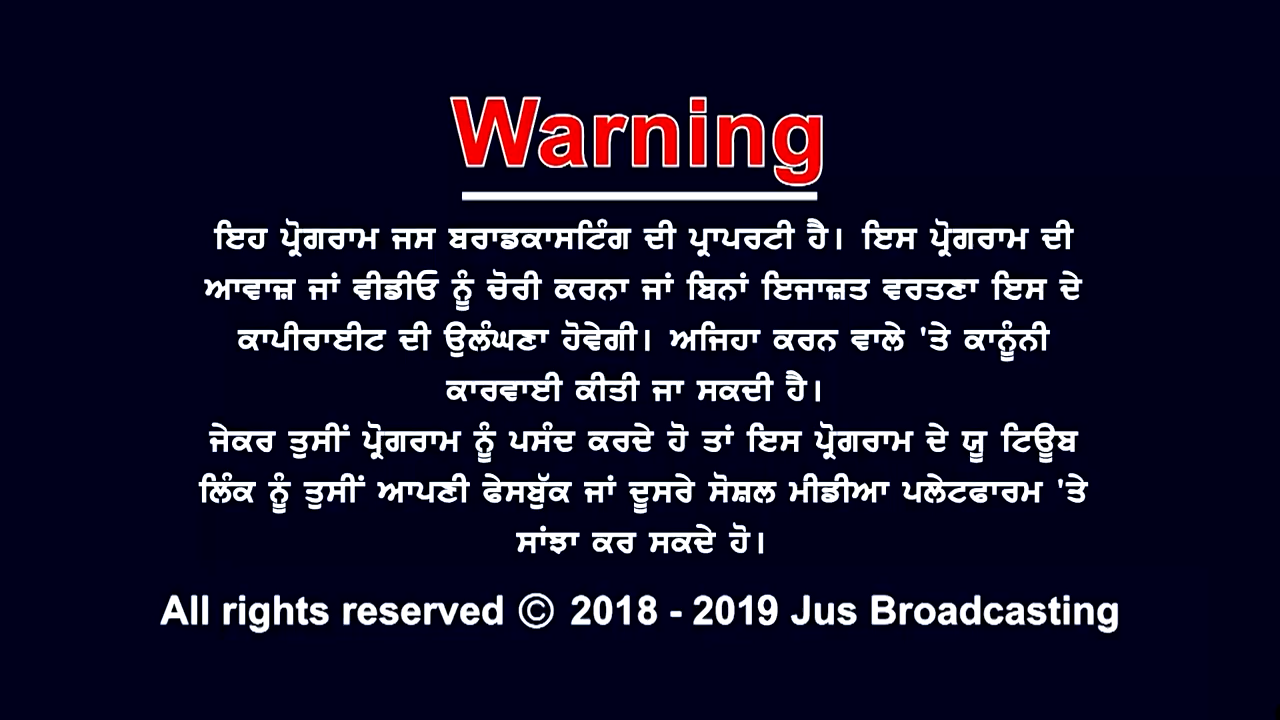 Warning
ਇਹ ਪ੍ਰੋਗਰਾਮ ਜਸ ਬਰਾਡਕਾਸਟਿੰਗ ਦੀ ਪ੍ਰਾਪਰਟੀ ਹੈ। ਇਸ ਪ੍ਰੋਗਰਾਮ ਦੀ
ਆਵਾਜ਼ ਜਾਂ ਵੀਡੀਓ ਨੂੰ ਚੋਰੀ ਕਰਨਾ ਜਾਂ ਬਿਨਾਂ ਇਜਾਜ਼ਤ ਵਰਤਣਾ ਇਸ ਦੇ
ਕਾਪੀਰਾਈਟ ਦੀ ਉਲੰਘਣਾ ਹੋਵੇਗੀ। ਅਜਿਹਾ ਕਰਨ ਵਾਲੇ 'ਤੇ ਕਾਨੂੰਨੀ
ਕਾਰਵਾਈ ਕੀਤੀ ਜਾ ਸਕਦੀ ਹੈ।
ਜੇਕਰ ਤੁਸੀਂ ਪ੍ਰੋਗਰਾਮ ਨੂੰ ਪਸੰਦ ਕਰਦੇ ਹੋ ਤਾਂ ਇਸ ਪ੍ਰੋਗਰਾਮ ਦੇ ਯੂ ਟਿਊਬ
ਲਿੰਕ ਨੂੰ ਤੁਸੀਂ ਆਪਣੀ ਫੇਸਬੁੱਕ ਜਾਂ ਦੂਸਰੇ ਸੋਸ਼ਲ ਮੀਡੀਆ ਪਲੇਟਫਾਰਮ 'ਤੇ
ਸਾਂਝਾ ਕਰ ਸਕਦੇ ਹੋ।
All rights reserved © 2018 - 2019 Jus Broadcasting